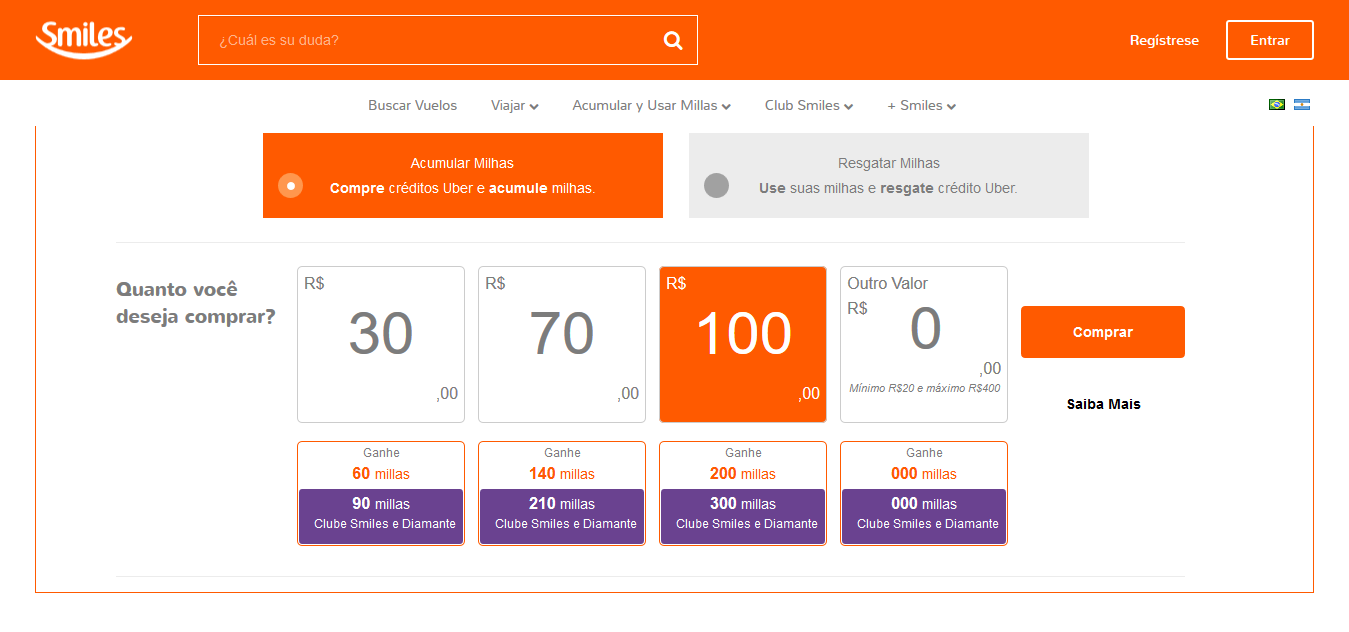 Smiles
¿Cuál es su duda?
Regístrese
Entrar
Buscar Vuelos
Viajar
Acumular y Usar Millas
Club Smiles
+ Smiles
Acumular Milhas
Compre créditos Uber e acumule milhas.
Resgatar Milhas
Use suas milhas e resgate crédito Uber.
Quanto você
deseja comprar?
R$
30
,00
R$
70
,00
R$
100
,00
Outro Valor
R$
0
,00
Mínimo R$20 e máximo R$400
Comprar
Saiba Mais
Ganhe
60 millas
90 millas
Clube Smiles e Diamante
Ganhe
140 millas
210 millas
Clube Smiles e Diamante
Ganhe
200 millas
300 millas
Clube Smiles e Diamante
Ganhe
000 millas
000 millas
Clube Smiles e Diamante